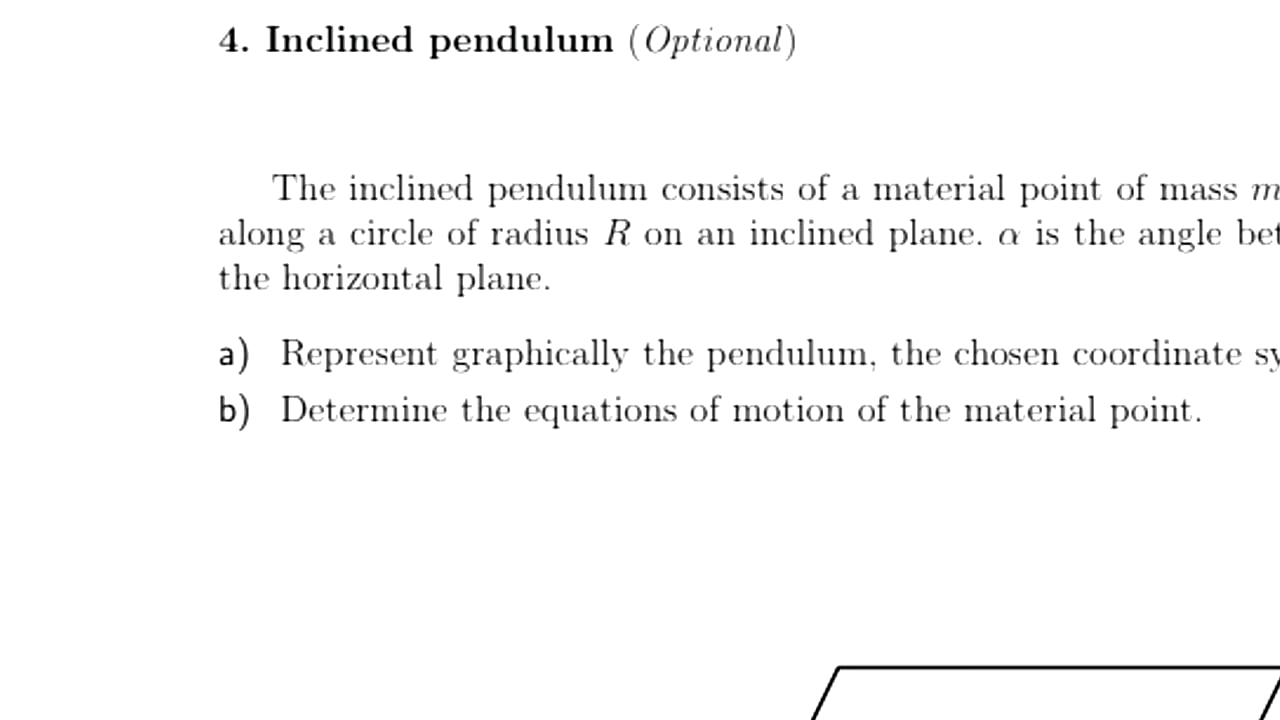 4. Inclined pendulum (Optional)
The inclined pendulum consists of a material point of mass m
along a circle of radius R on an inclined plane. α is the angle
the horizontal plane.
a) Represent graphically the pendulum, the chosen coordinate
b) Determine the equations of motion of the material point.